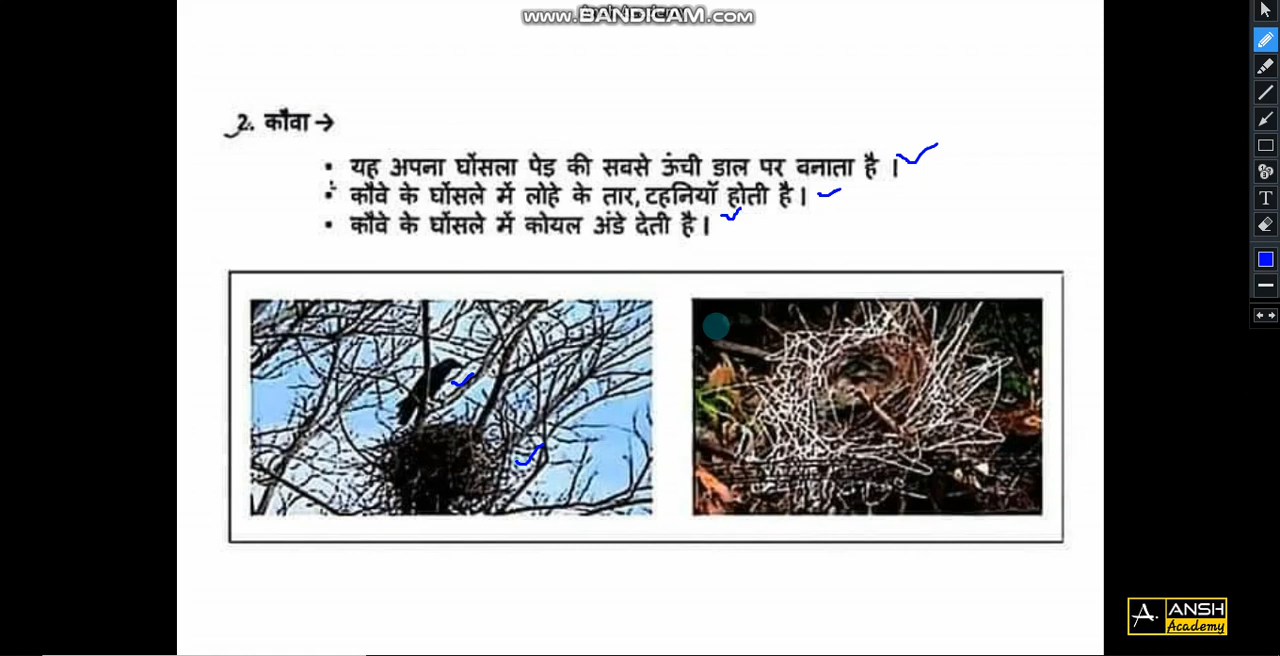 www.BANDICAM.com
2. कौवा →
• यह अपना घोंसला पेड़ की सबसे ऊंची डाल पर बनाता है ।
• कौवे के घोंसले में लोहे के तार,टहनियाॅ होती है।
• कौवे के घोंसले में कोयल अंडे देती है।
T
A. ANSH
Academy